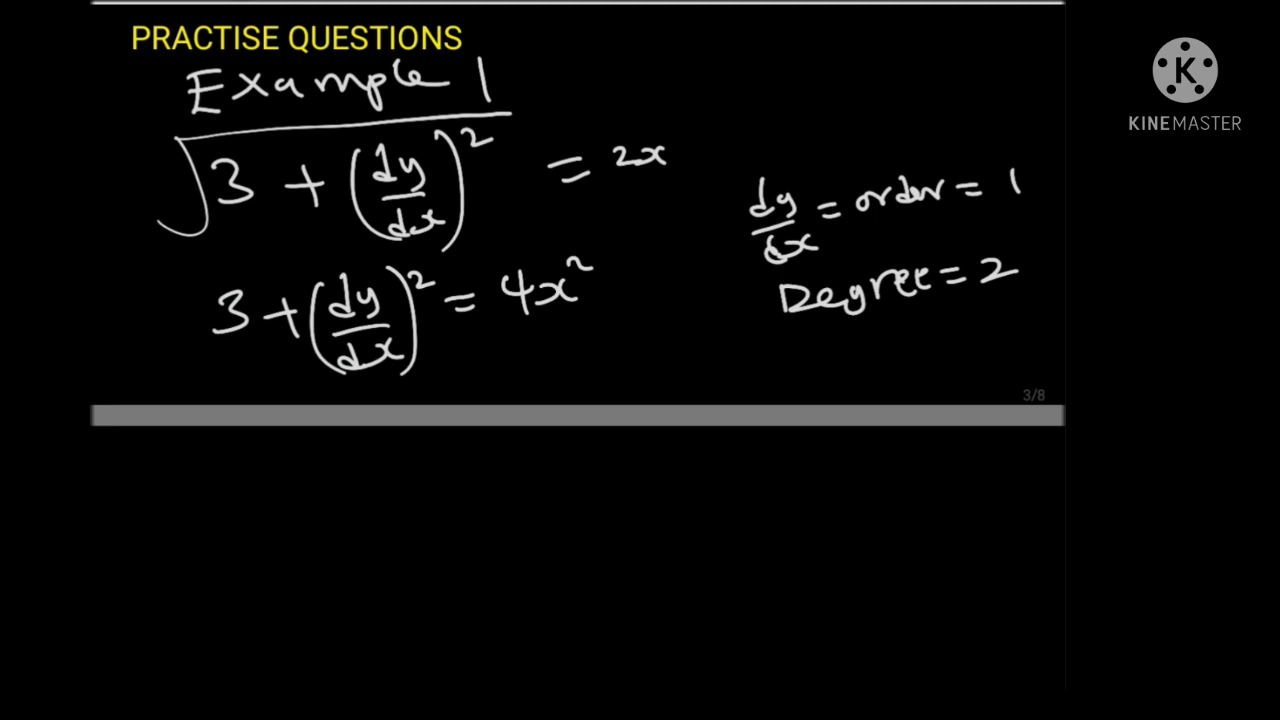 PRACTISE QUESTIONS
Example 1
√(3 + (dy/dx)²) = 2x
dy/dx = order = 1
Degree = 2
3 + (dy/dx)² = 4x²
3/8
K
KINEMASTER